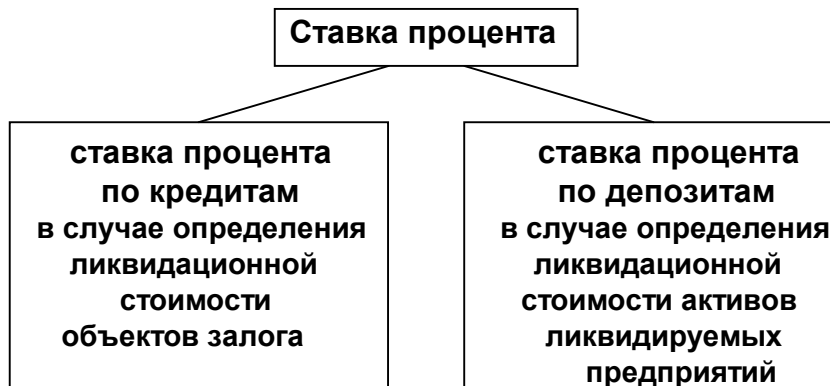 Ставка процента
ставка процента
по кредитам
в случае определения
ликвидационной
стоимости
объектов залога
ставка процента
по депозитам
в случае определения
ликвидационной
стоимости активов
ликвидируемых
предприятий